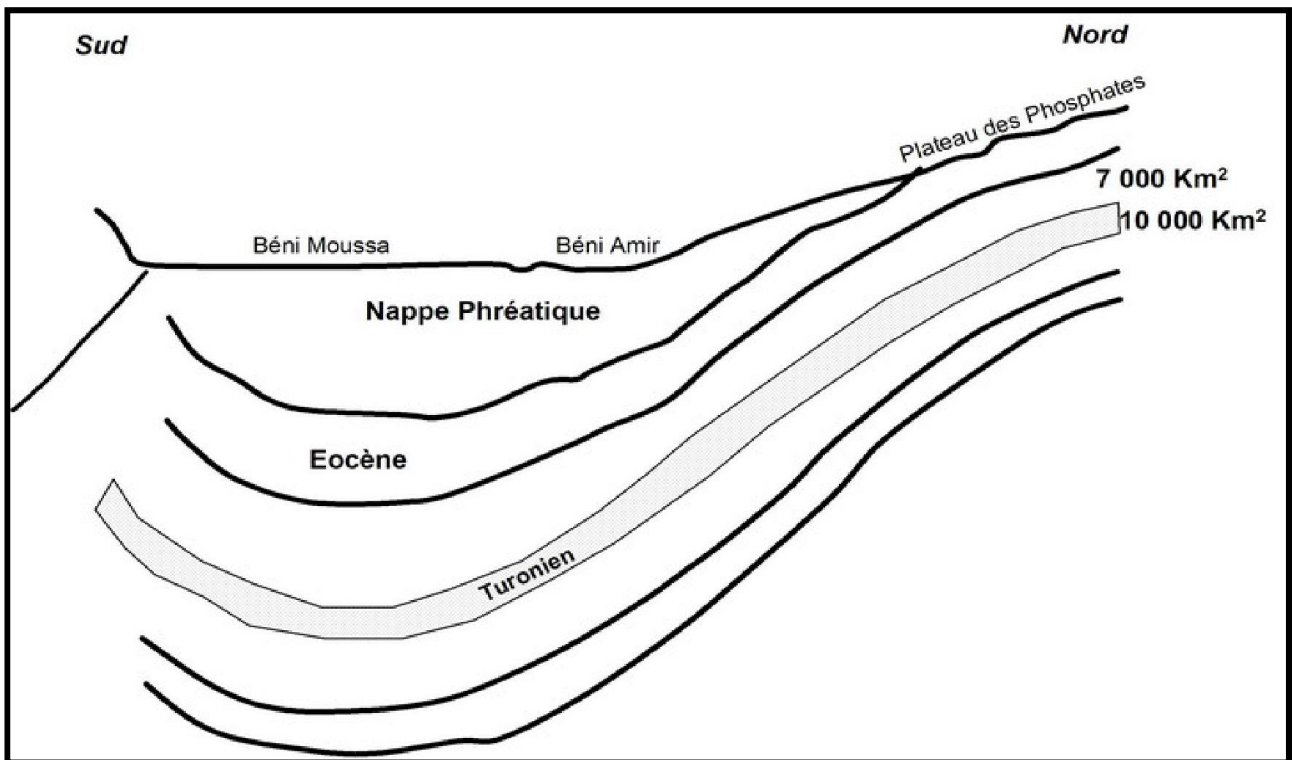 Sud
Nord
Plateau des Phosphates
7 000 Km²
10 000 Km²
Béni Moussa
Béni Amir
Nappe Phréatique
Eocène
Turonien